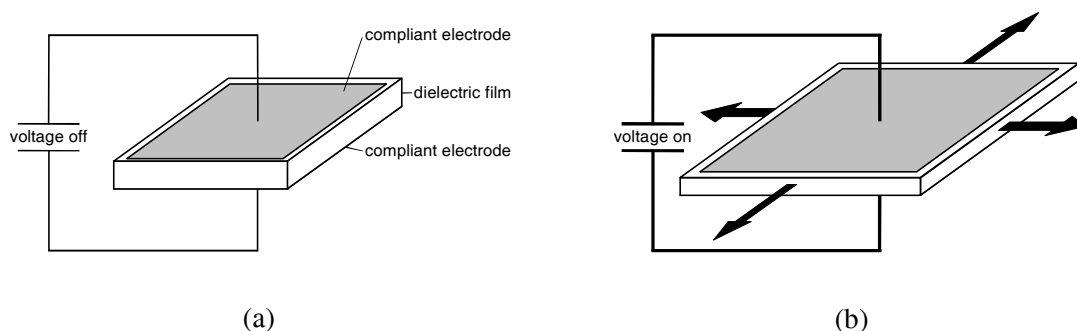 compliant electrode
dielectric film
voltage off
compliant electrode
voltage on
(a)
(b)